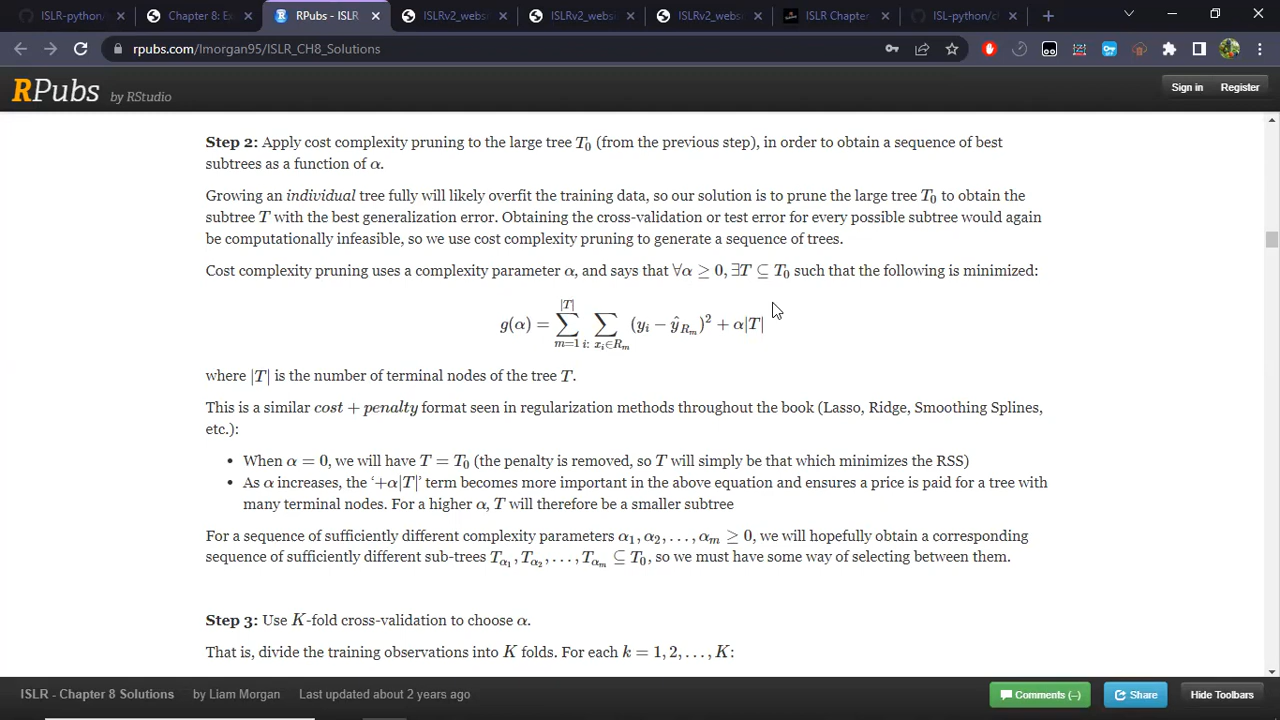 ISLR-python/
Chapter 8: Ex
RPubs - ISLR
ISLRv2_webs
ISLRv2_webs
ISLRv2_webs
ISLR Chapter
ISL-python/c
rpubs.com/lmorgan95/ISLR_CH8_Solutions
RPubs by RStudio
Sign in
Register
Step 2: Apply cost complexity pruning to the large tree T₀ (from the previous step), in order to obtain a sequence of best
subtrees as a function of α.
Growing an individual tree fully will likely overfit the training data, so our solution is to prune the large tree T₀ to obtain the
subtree T with the best generalization error. Obtaining the cross-validation or test error for every possible subtree would again
be computationally infeasible, so we use cost complexity pruning to generate a sequence of trees.
Cost complexity pruning uses a complexity parameter α, and says that ∀α ≥ 0, ∃T ⊆ T₀ such that the following is minimized:
g(α) = ∑_{m=1}^{|T|} ∑_{i: x_i∈R_m} (y_i − ŷ_{R_m})² + α|T|
where |T| is the number of terminal nodes of the tree T.
This is a similar cost + penalty format seen in regularization methods throughout the book (Lasso, Ridge, Smoothing Splines,
etc.):
• When α = 0, we will have T = T₀ (the penalty is removed, so T will simply be that which minimizes the RSS)
• As α increases, the ‘+α|T|’ term becomes more important in the above equation and ensures a price is paid for a tree with
many terminal nodes. For a higher α, T will therefore be a smaller subtree
For a sequence of sufficiently different complexity parameters α₁, α₂, . . . , α_m ≥ 0, we will hopefully obtain a corresponding
sequence of sufficiently different sub-trees T_{α₁}, T_{α₂}, . . . , T_{α_m} ⊆ T₀, so we must have some way of selecting between them.
Step 3: Use K-fold cross-validation to choose α.
That is, divide the training observations into K folds. For each k = 1, 2, . . . , K:
ISLR - Chapter 8 Solutions
by Liam Morgan
Last updated about 2 years ago
Comments (–)
Share
Hide Toolbars